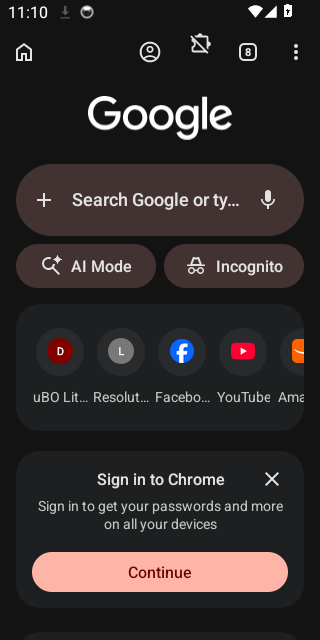 11:10
8
Google
Search Google or ty…
AI Mode
Incognito
D
L
uBO Lit…
Resolut…
Facebo…
YouTube
Ama
Sign in to Chrome
Sign in to get your passwords and more
on all your devices
Continue